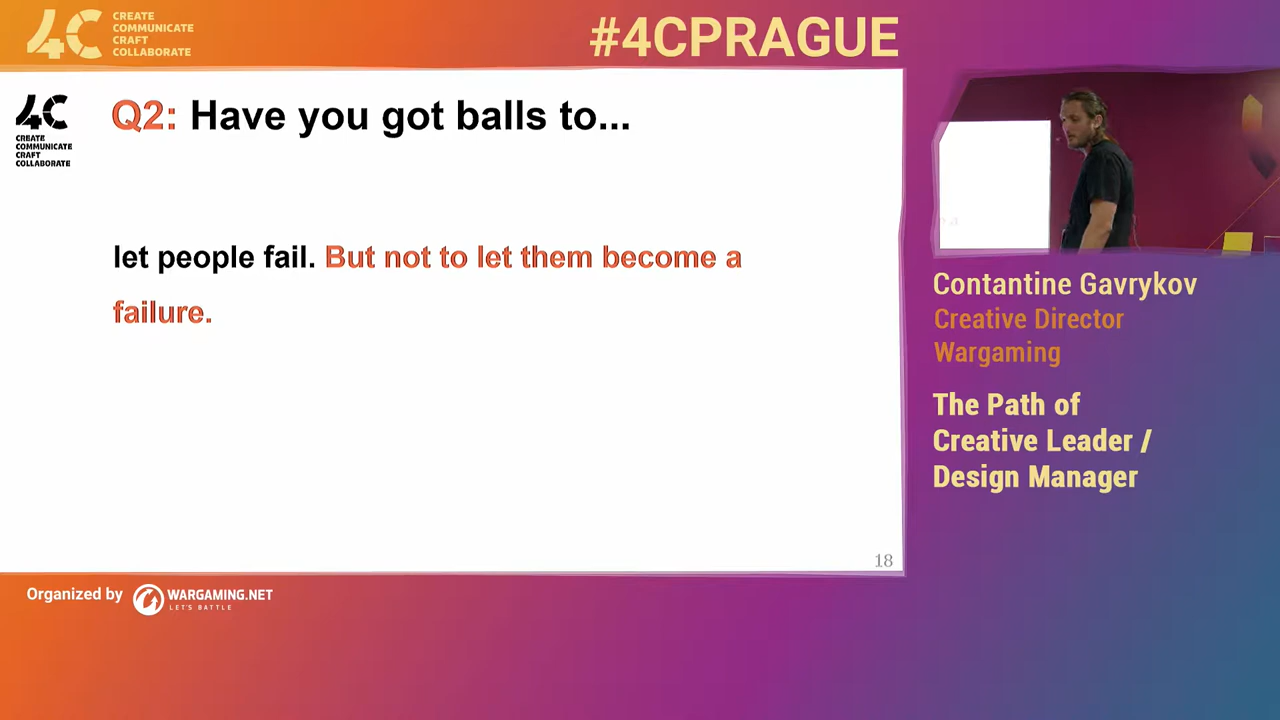 4C
CREATE
COMMUNICATE
CRAFT
COLLABORATE
#4CPRAGUE
4C
CREATE
COMMUNICATE
CRAFT
COLLABORATE
Q2: Have you got balls to...
let people fail. But not to let them become a
failure.
18
Contantine Gavrykov
Creative Director
Wargaming
The Path of
Creative Leader /
Design Manager
Organized by
WARGAMING.NET
LET'S BATTLE